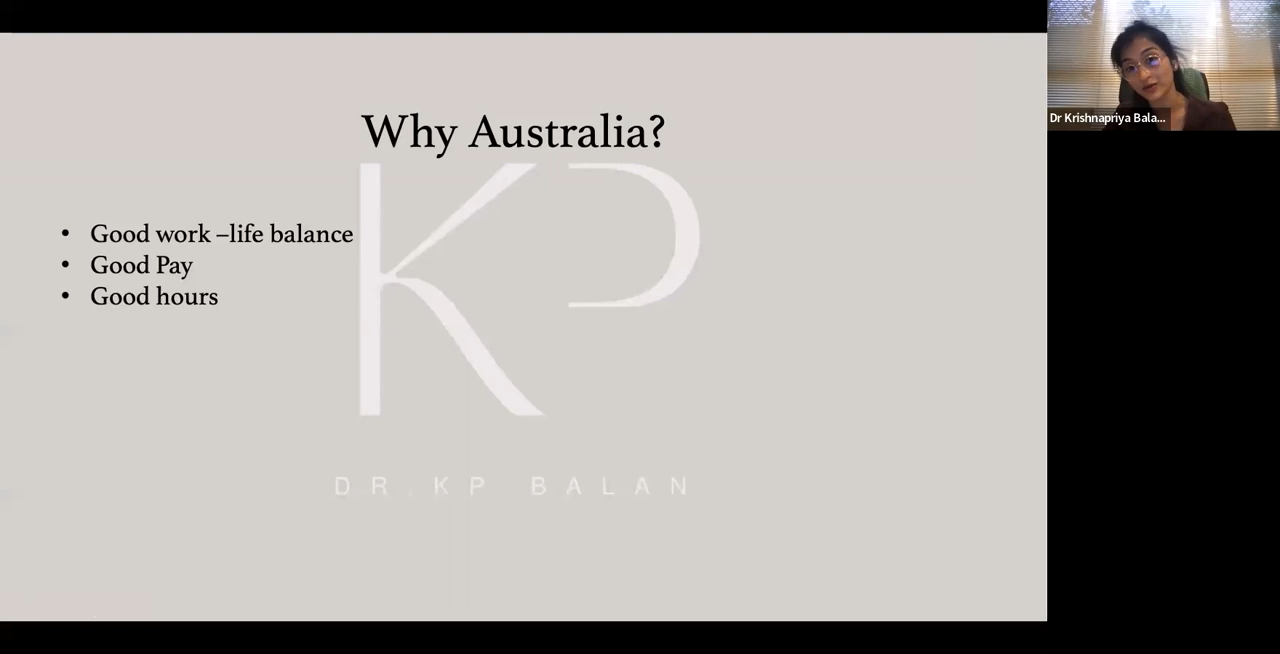 Why Australia?
• Good work –life balance
• Good Pay
• Good hours
KP
DR. KP BALAN
Dr Krishnapriya Bala...